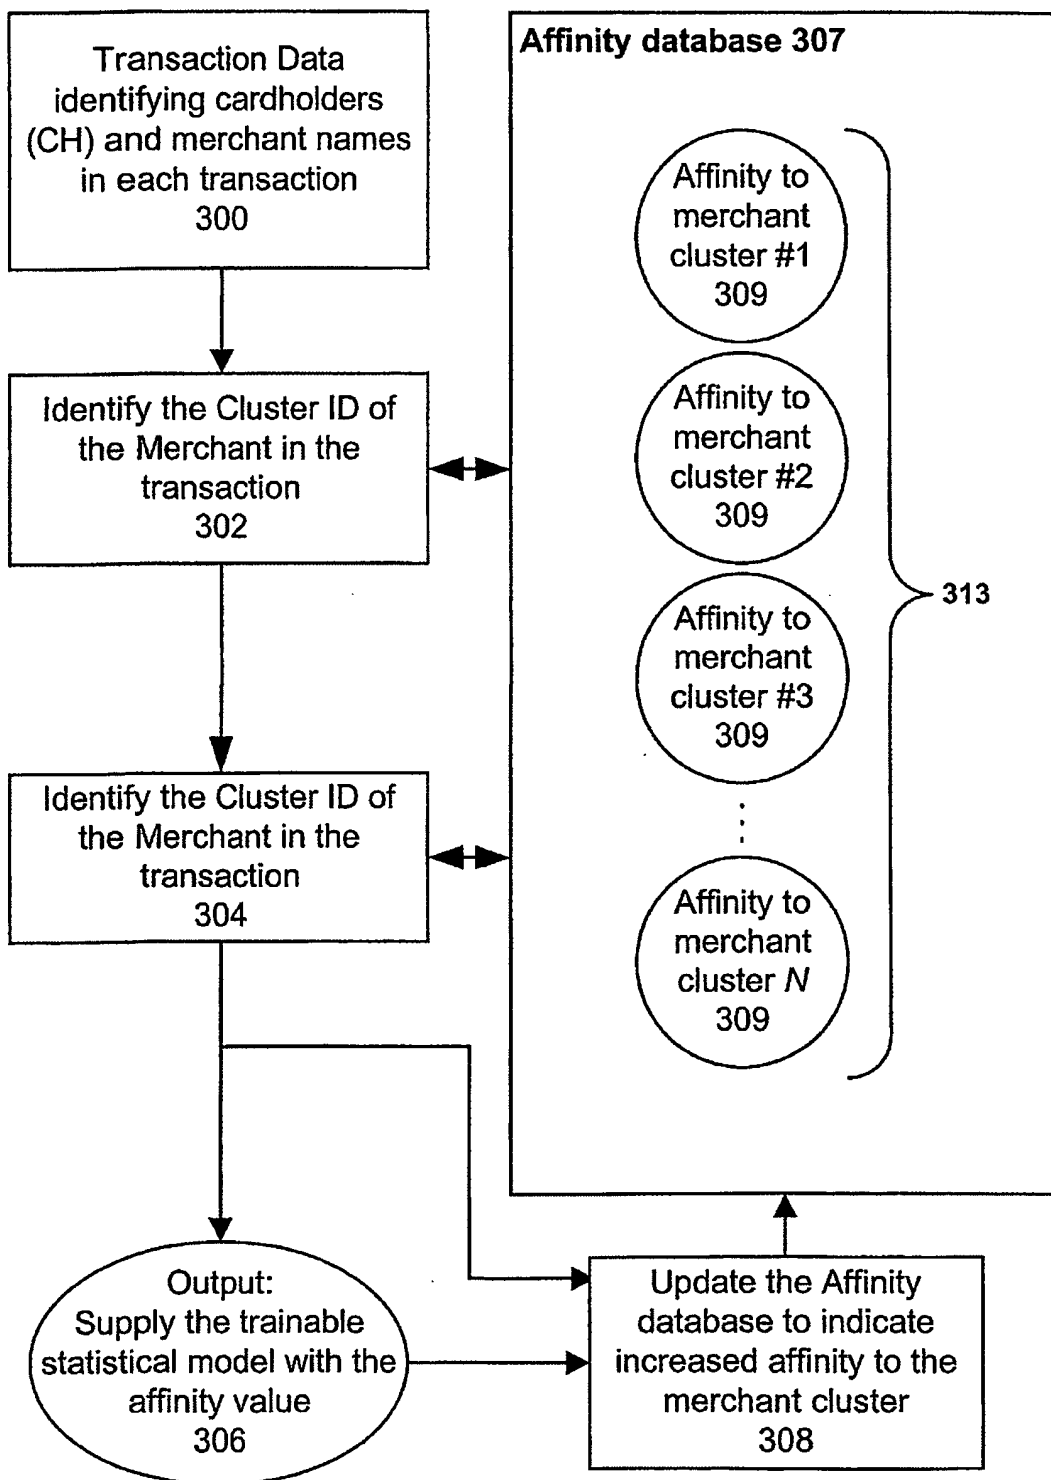 Transaction Data
identifying cardholders
(CH) and merchant names
in each transaction
300
Identify the Cluster ID of
the Merchant in the
transaction
302
Identify the Cluster ID of
the Merchant in the
transaction
304
Output:
Supply the trainable
statistical model with the
affinity value
306
Affinity database 307
Affinity to
merchant
cluster #1
309
Affinity to
merchant
cluster #2
309
Affinity to
merchant
cluster #3
309
Affinity to
merchant
cluster N
309
313
Update the Affinity
database to indicate
increased affinity to the
merchant cluster
308